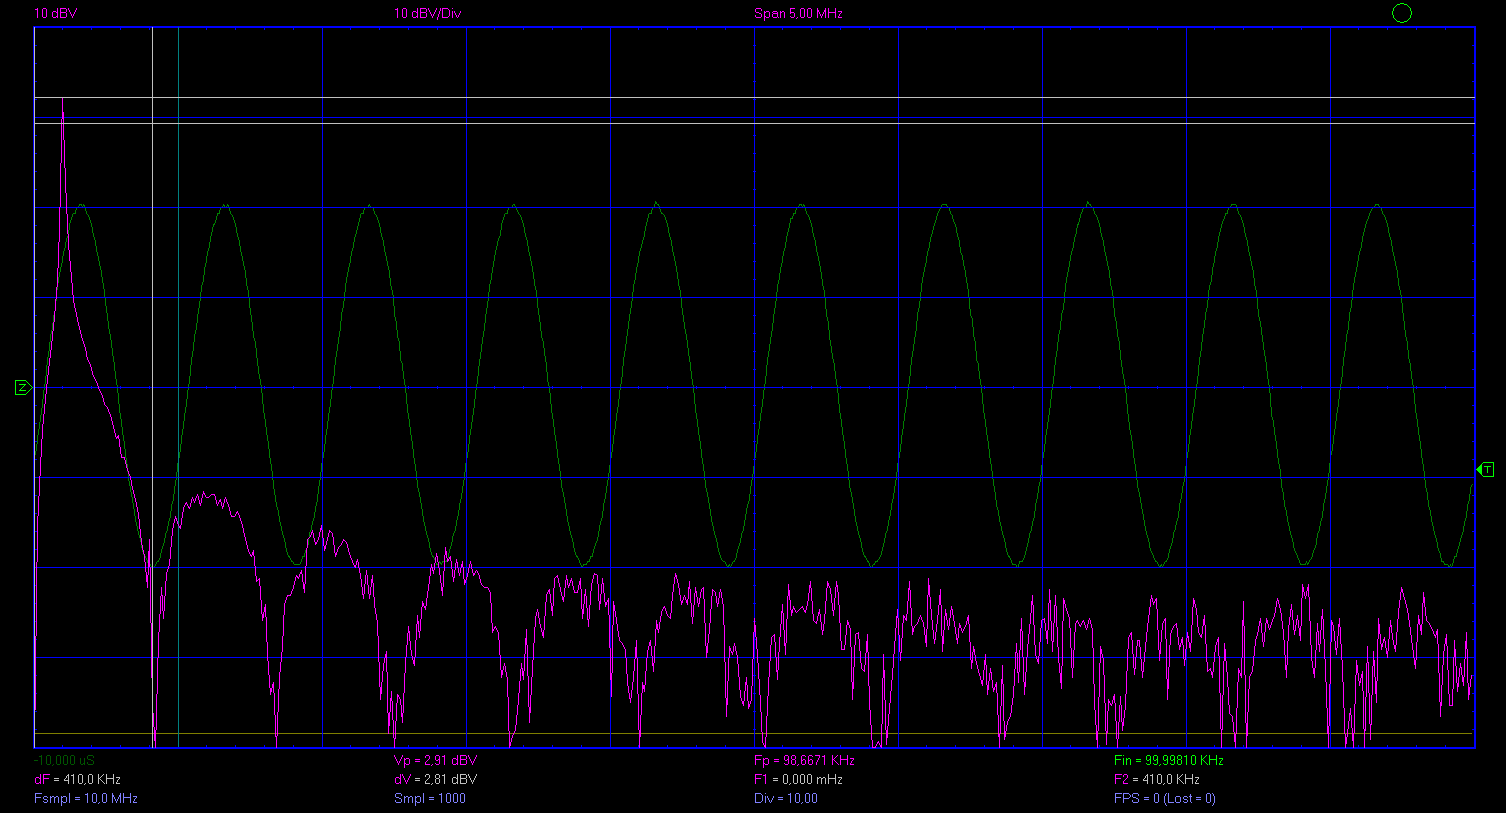 10 dBV 10 dBV/Div Span 5,00 MHz
Z
T
-10,000 uS Vp = 2,91 dBV Fp = 98,6671 KHz Fin = 99,99810 KHz
dF = 410,0 KHz dV = 2,81 dBV F1 = 0,000 mHz F2 = 410,0 KHz
Fsmpl = 10,0 MHz Smpl = 1000 Div = 10,00 FPS = 0 (Lost = 0)